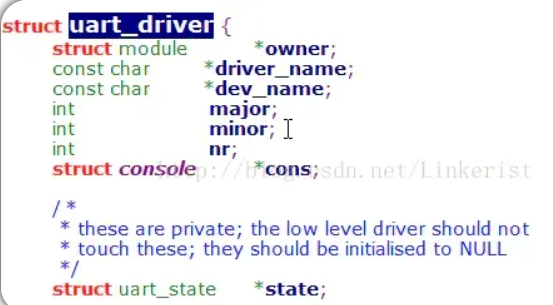 struct uart_driver {
struct module *owner;
const char *driver_name;
const char *dev_name;
int major;
int minor;
int nr;
struct console *cons;
http://blog.csdn.net/Linkerist
/ *
* these are private; the low level driver should not
* touch these; they should be initialised to NULL
*/
struct uart_state *state;